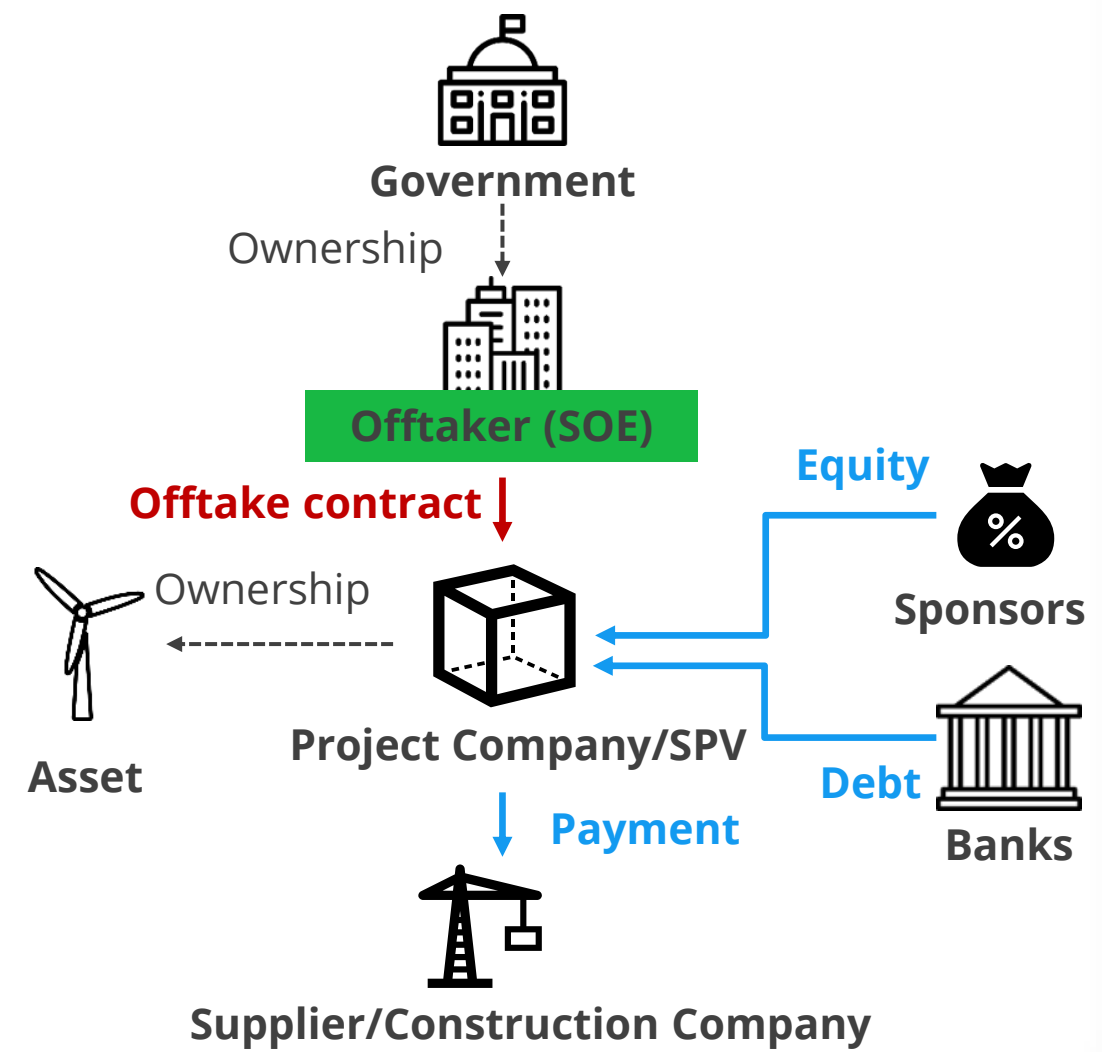 Government
Ownership
Offtaker (SOE)
Equity
Offtake contract
%
Ownership
Sponsors
Project Company/SPV
Asset
Debt
Payment
Banks
Supplier/Construction Company